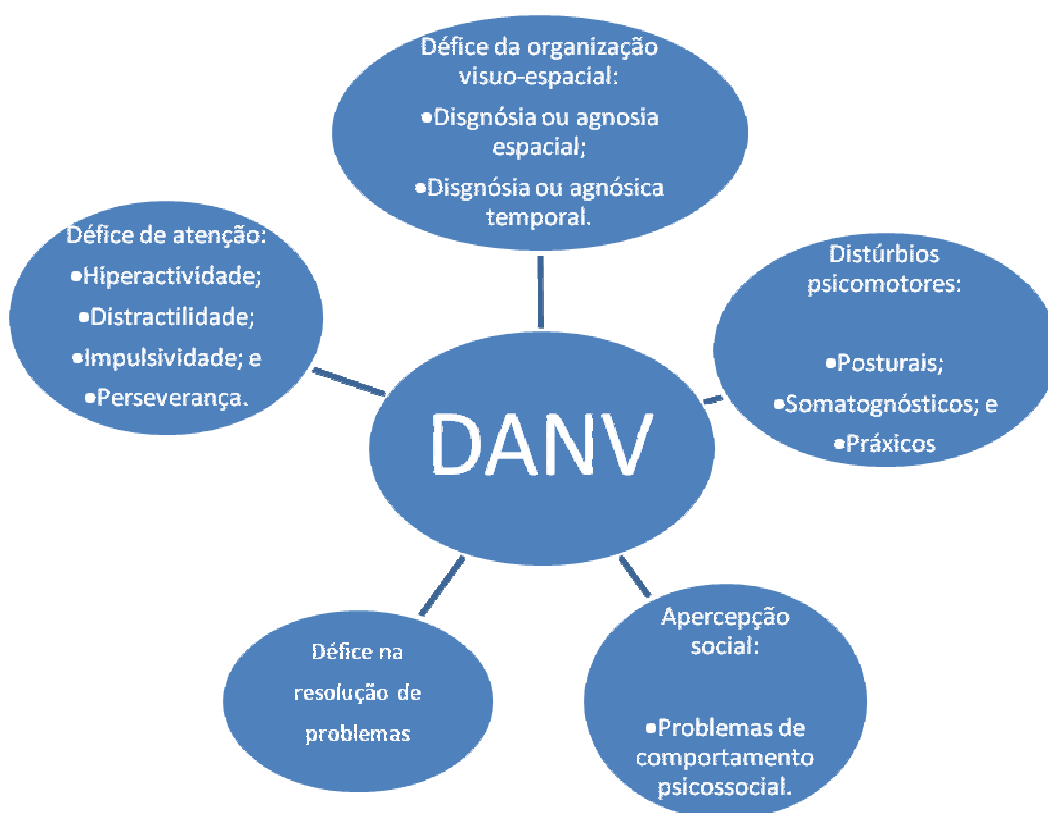 Défice da organização
visuo-espacial:
•Disgnósia ou agnosia
espacial;
•Disgnósia ou agnósica
temporal.
Défice de atenção:
•Hiperactividade;
•Distractilidade;
•Impulsividade; e
•Perseverança.
Distúrbios
psicomotores:
•Posturais;
•Somatognósticos; e
•Práxicos
DANV
Défice na
resolução de
problemas
Apercepção
social:
•Problemas de
comportamento
psicossocial.